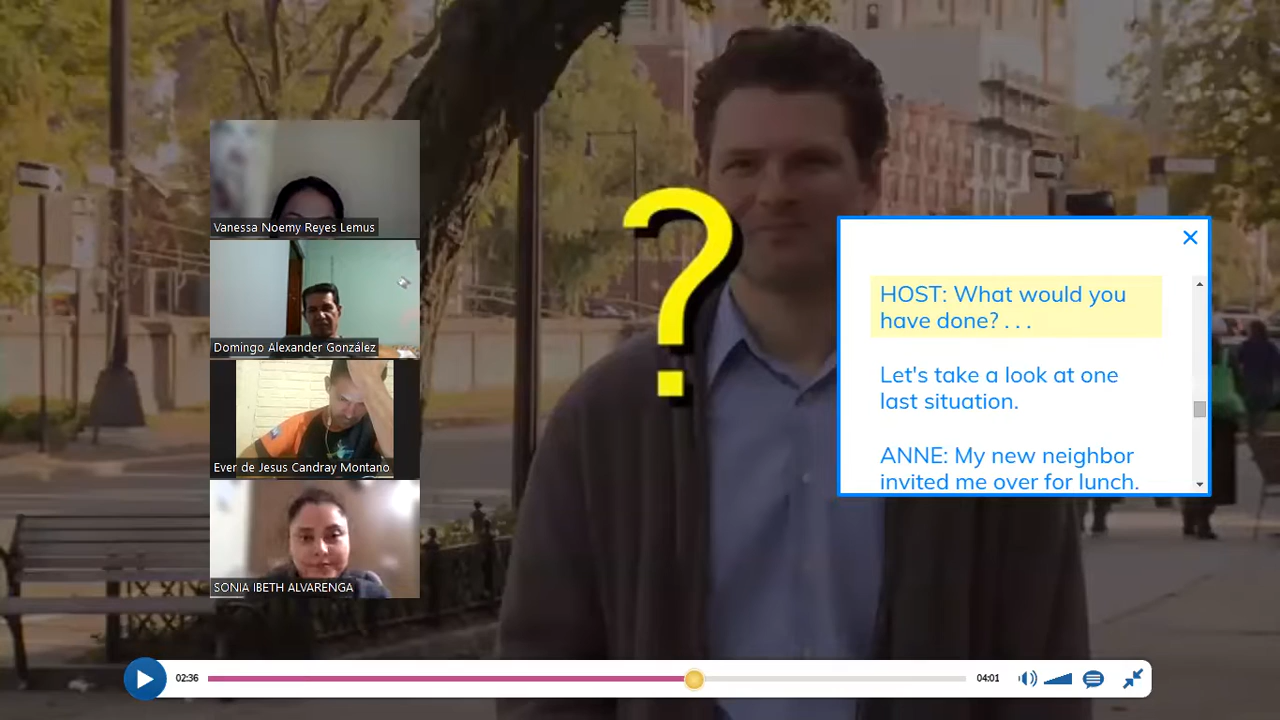 Vanessa Noemy Reyes Lemus
Domingo Alexander González
Ever de Jesus Candray Montano
SONIA IBETH ALVARENGA
?
HOST: What would you
have done? . . .
Let's take a look at one
last situation.
ANNE: My new neighbor
invited me over for lunch.
02:36
04:01